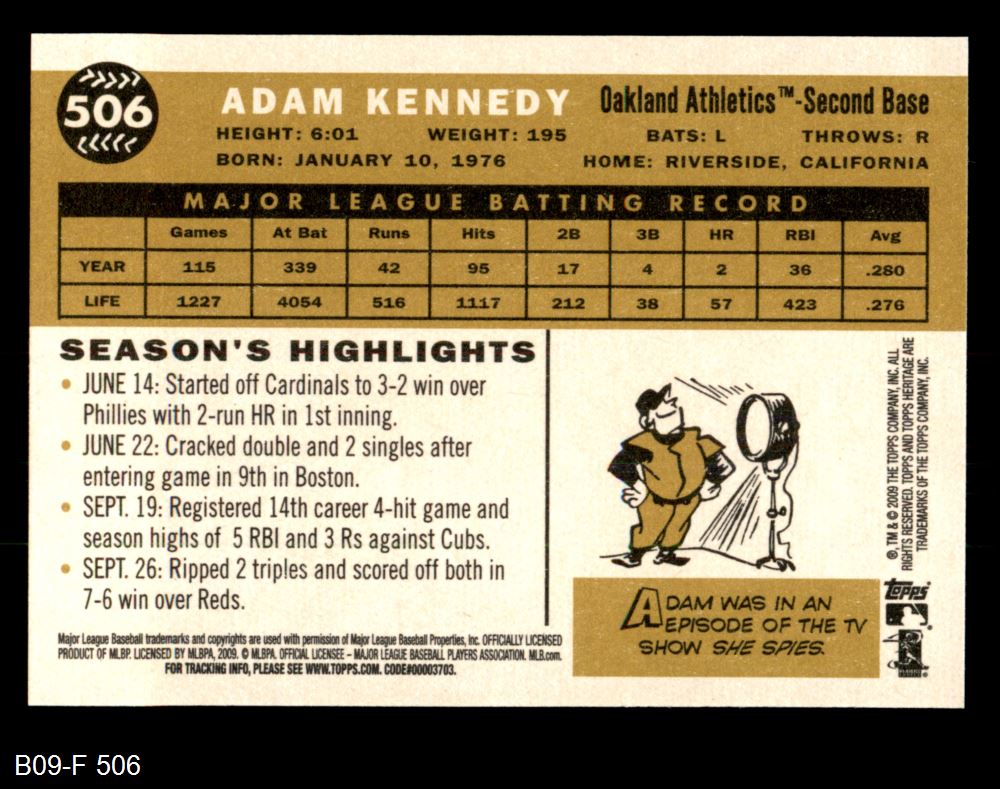 506
ADAM KENNEDY Oakland Athletics™-Second Base
HEIGHT: 6:01 WEIGHT: 195 BATS: L THROWS: R
BORN: JANUARY 10, 1976 HOME: RIVERSIDE, CALIFORNIA
MAJOR LEAGUE BATTING RECORD
Games At Bat Runs Hits 2B 3B HR RBI Avg
YEAR 115 339 42 95 17 4 2 36 .280
LIFE 1227 4054 516 1117 212 38 57 423 .276
SEASON'S HIGHLIGHTS
• JUNE 14: Started off Cardinals to 3-2 win over
Phillies with 2-run HR in 1st inning.
• JUNE 22: Cracked double and 2 singles after
entering game in 9th in Boston.
• SEPT. 19: Registered 14th career 4-hit game and
season highs of 5 RBI and 3 Rs against Cubs.
• SEPT. 26: Ripped 2 triples and scored off both in
7-6 win over Reds.
Major League Baseball trademarks and copyrights are used with permission of Major League Baseball Properties, Inc. OFFICIALLY LICENSED
PRODUCT OF MLBP. LICENSED BY MLBPA, 2009. © MLBPA. OFFICIAL LICENSEE – MAJOR LEAGUE BASEBALL PLAYERS ASSOCIATION. MLB.com.
FOR TRACKING INFO, PLEASE SEE WWW.TOPPS.COM. CODE#00003703.
ADAM WAS IN AN
EPISODE OF THE TV
SHOW SHE SPIES.
®, TM & © 2009 THE TOPPS COMPANY, INC. ALL
RIGHTS RESERVED. TOPPS AND TOPPS HERITAGE ARE
TRADEMARKS OF THE TOPPS COMPANY, INC.
Topps
B09-F 506